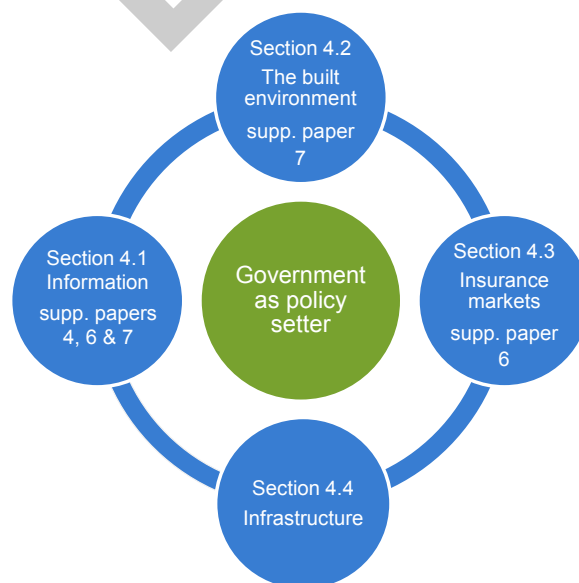 Section 4.2
The built
environment
supp. paper
7
Section 4.1
Information
supp. papers
4, 6 & 7
Government
as policy
setter
Section 4.3
Insurance
markets
supp. paper
6
Section 4.4
Infrastructure